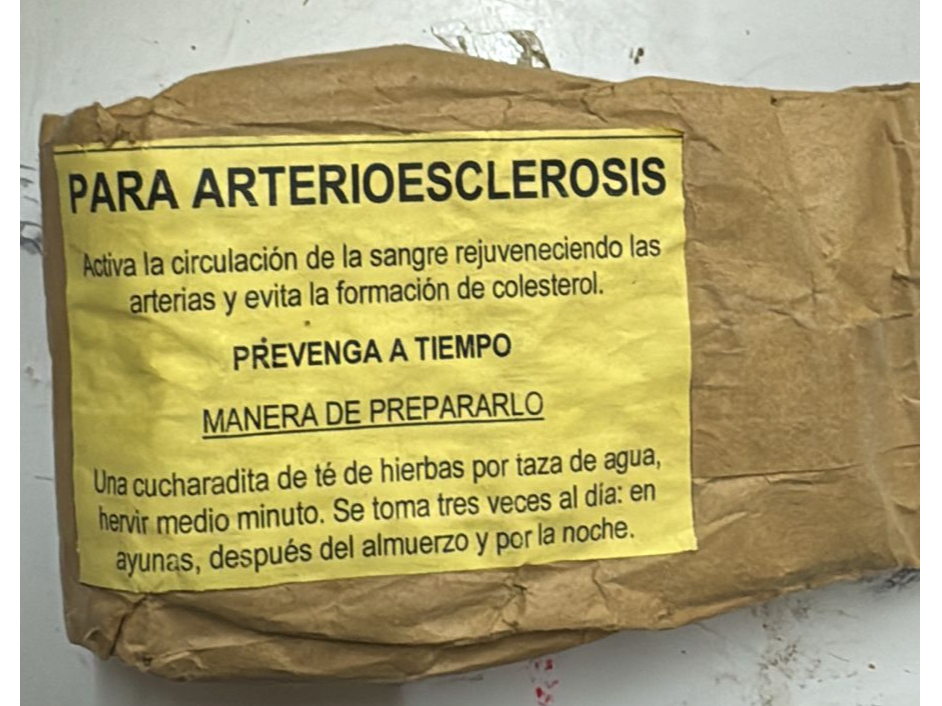 PARA ARTERIOESCLEROSIS
Activa la circulación de la sangre rejuveneciendo las
arterias y evita la formación de colesterol.
PREVENGA A TIEMPO
MANERA DE PREPARARLO
Una cucharadita de té de hierbas por taza de agua,
hervir medio minuto. Se toma tres veces al día: en
ayunas, después del almuerzo y por la noche.